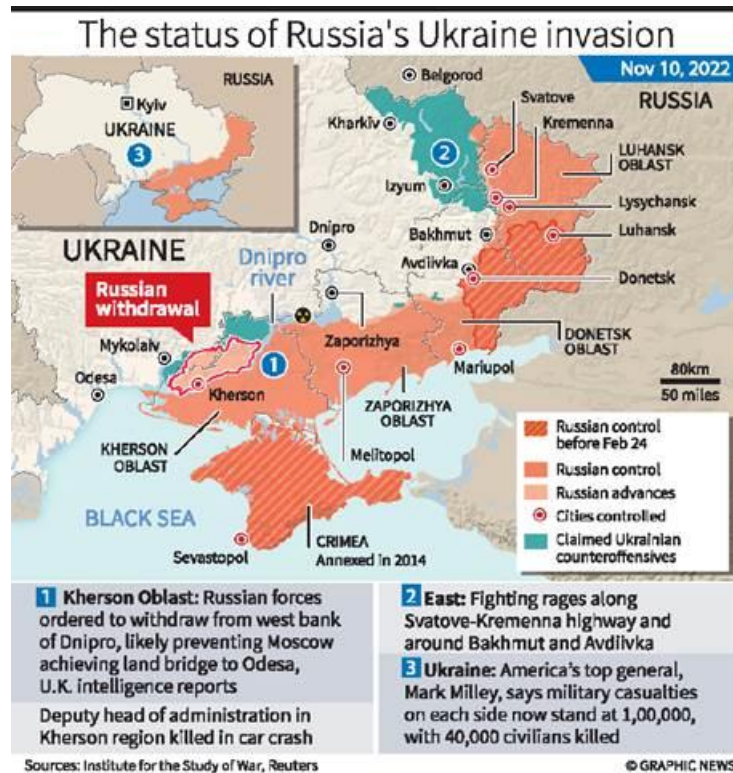 The status of Russia's Ukraine invasion
Nov 10, 2022
RUSSIA
Kyiv
UKRAINE
3
Belgorod
Kharkiv
2
Izyum
Svatove
RUSSIA
Kremenna
LUHANSK
OBLAST
Lysychansk
Luhansk
Donetsk
Bakhmut
Avdiivka
Dnipro
UKRAINE
Dnipro
river
Russian
withdrawal
Mykolaiv
Odesa
1
Kherson
Zaporizhya
KHERSON
OBLAST
Melitopol
ZAPORIZHYA
OBLAST
Mariupol
DONETSK
OBLAST
80km
50 miles
BLACK SEA
Sevastopol
CRIMEA
Annexed in 2014
Russian control
before Feb 24
Russian control
Russian advances
Cities controlled
Claimed Ukrainian
counteroffensives
1 Kherson Oblast: Russian forces
ordered to withdraw from west bank
of Dnipro, likely preventing Moscow
achieving land bridge to Odesa,
U.K. intelligence reports
Deputy head of administration in
Kherson region killed in car crash
2 East: Fighting rages along
Svatove-Kremenna highway and
around Bakhmut and Avdiivka
3 Ukraine: America's top general,
Mark Milley, says military casualties
on each side now stand at 1,00,000,
with 40,000 civilians killed
Sources: Institute for the Study of War, Reuters
© GRAPHIC NEWS